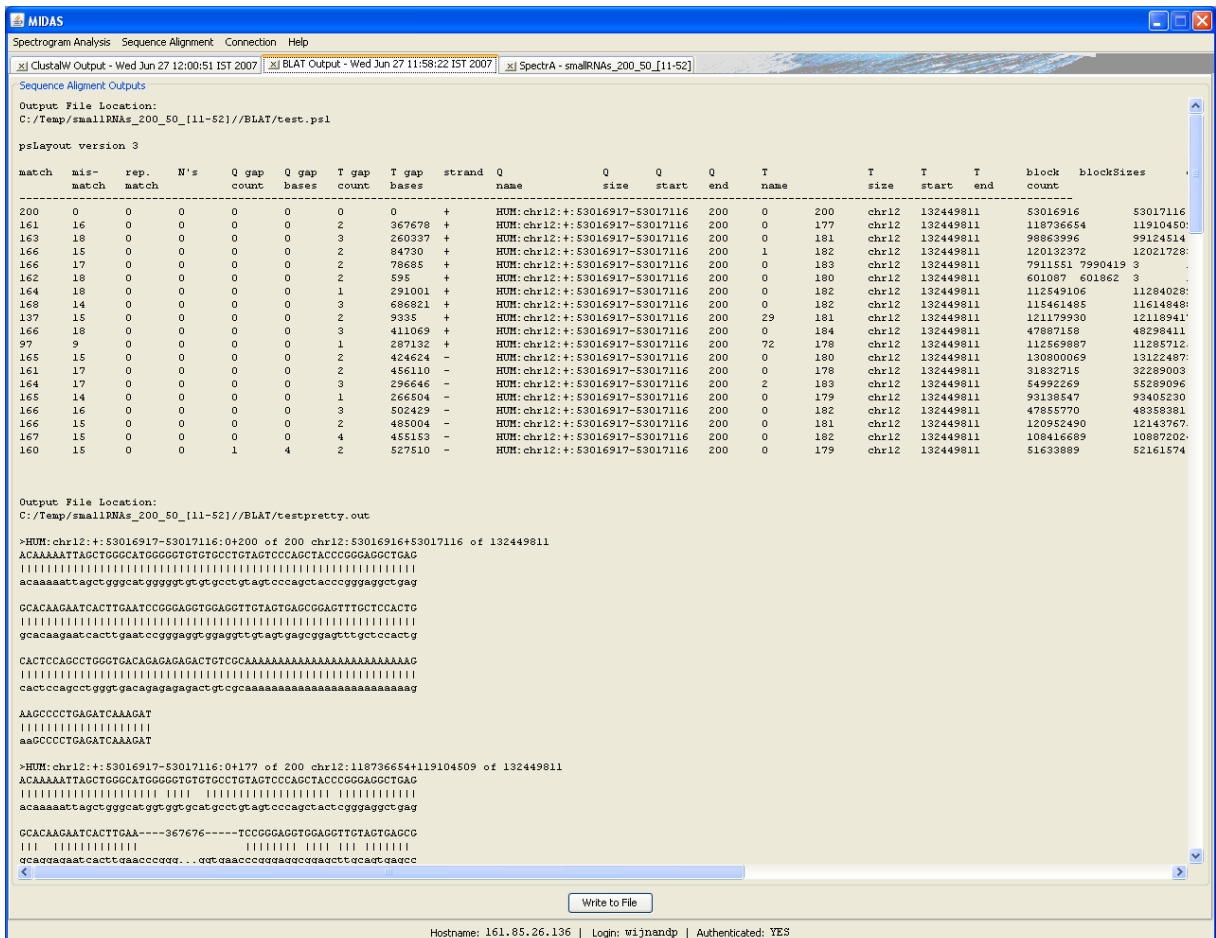 MIDAS
Spectrogram Analysis Sequence Alignment Connection Help
ClustalW Output - Wed Jun 27 12:00:51 IST 2007 BLAT Output - Wed Jun 27 11:58:22 IST 2007 SpectrA - smallRNAs_200_50_[11-52]
Sequence Aligment Outputs
Output File Location:
C:/Temp/smallRNAs_200_50_[11-52]//BLAT/test.psl
psLayout version 3
match mis- rep. N's Q gap Q gap T gap T gap strand Q Q Q Q T T T T block blockSizes
match match count bases count bases name size start end name size start end count
200 0 0 0 0 0 0 0 + HUM:chr12:+:53016917-53017116 200 0 200 chr12 132449811 53016916 53017116
161 16 0 0 0 0 2 367678 + HUM:chr12:+:53016917-53017116 200 0 177 chr12 132449811 118736654 119104509
163 18 0 0 0 0 3 260337 + HUM:chr12:+:53016917-53017116 200 0 181 chr12 132449811 98863996 99124514
166 15 0 0 0 0 2 84730 + HUM:chr12:+:53016917-53017116 200 1 182 chr12 132449811 120132372 12021728
166 17 0 0 0 0 2 78685 + HUM:chr12:+:53016917-53017116 200 0 183 chr12 132449811 7911551 7990419 3
162 18 0 0 0 0 2 595 + HUM:chr12:+:53016917-53017116 200 0 180 chr12 132449811 601087 601862 3
164 18 0 0 0 0 1 291001 + HUM:chr12:+:53016917-53017116 200 0 182 chr12 132449811 112549106 11284028
168 14 0 0 0 0 3 686821 + HUM:chr12:+:53016917-53017116 200 0 182 chr12 132449811 115461485 11614848
137 15 0 0 0 0 2 9335 + HUM:chr12:+:53016917-53017116 200 29 181 chr12 132449811 121179930 12118941
166 18 0 0 0 0 3 411069 + HUM:chr12:+:53016917-53017116 200 0 184 chr12 132449811 47887158 48298411
97 9 0 0 0 0 1 287132 + HUM:chr12:+:53016917-53017116 200 72 178 chr12 132449811 112569887 11285712
165 15 0 0 0 0 2 424624 - HUM:chr12:+:53016917-53017116 200 0 180 chr12 132449811 130800069 13122487
161 17 0 0 0 0 2 456110 - HUM:chr12:+:53016917-53017116 200 0 178 chr12 132449811 31832715 32289003
164 17 0 0 0 0 3 296646 - HUM:chr12:+:53016917-53017116 200 2 183 chr12 132449811 54992269 55289096
165 14 0 0 0 0 1 266504 - HUM:chr12:+:53016917-53017116 200 0 179 chr12 132449811 93138547 93405230
166 16 0 0 0 0 3 502429 - HUM:chr12:+:53016917-53017116 200 0 182 chr12 132449811 47855770 48358381
166 15 0 0 0 0 2 485004 - HUM:chr12:+:53016917-53017116 200 0 181 chr12 132449811 120952490 12143767
167 15 0 0 0 0 4 455153 - HUM:chr12:+:53016917-53017116 200 0 182 chr12 132449811 108416689 10887202
160 15 0 0 1 4 2 527510 - HUM:chr12:+:53016917-53017116 200 0 179 chr12 132449811 51633889 52161574
Output File Location:
C:/Temp/smallRNAs_200_50_[11-52]//BLAT/testpretty.out
>HUM:chr12:+:53016917-53017116:0+200 of 200 chr12:53016916+53017116 of 132449811
ACAAAAATTAGCTGGGCATGGGGGTGTGTGCCTGTAGTCCCAGCTACCCGGGAGGCTGAG
acaaaaattagctgggcatgggggtgtgtgcctgtagtcccagctacccgggaggctgag
GCACAAGAATCACTTGAATCCGGGAGGTGGAGGTTGTAGTGAGCGGAGTTTGCTCCACTG
gcacaagaatcacttgaatccgggaggtggaggttgtagtgagcggagtttgctccactg
CACTCCAGCCTGGGTGACAGAGAGAGACTGTCGCAAAAAAAAAAAAAAAAAAAAAAAAAG
cactccagcctgggtgacagagagagactgtcgcaaaaaaaaaaaaaaaaaaaaaaaaag
AAGCCCCTGAGATCAAAGAT
aaGCCCCTGAGATCAAAGAT
>HUM:chr12:+:53016917-53017116:0+177 of 200 chr12:118736654+119104509 of 132449811
ACAAAAATTAGCTGGGCATGGGGGTGTGTGCCTGTAGTCCCAGCTACCCGGGAGGCTGAG
acaaaaattagctgggcatggtggtgcatgcctgtagtcccagctactcgggaggctgag
GCACAAGAATCACTTGAA----367676-----TCCGGGAGGTGGAGGTTGTAGTGAGCG
gcaggagaatcacttgaacccggg...ggtgaacccgggaggcggagcttgcagtgagcc
Write to File
Hostname: 161.85.26.136 | Login: wijnandp | Authenticated: YES